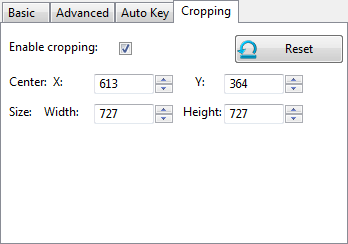 Basic Advanced Auto Key Cropping
Enable cropping: Reset
Center: X: 613 Y: 364
Size: Width: 727 Height: 727